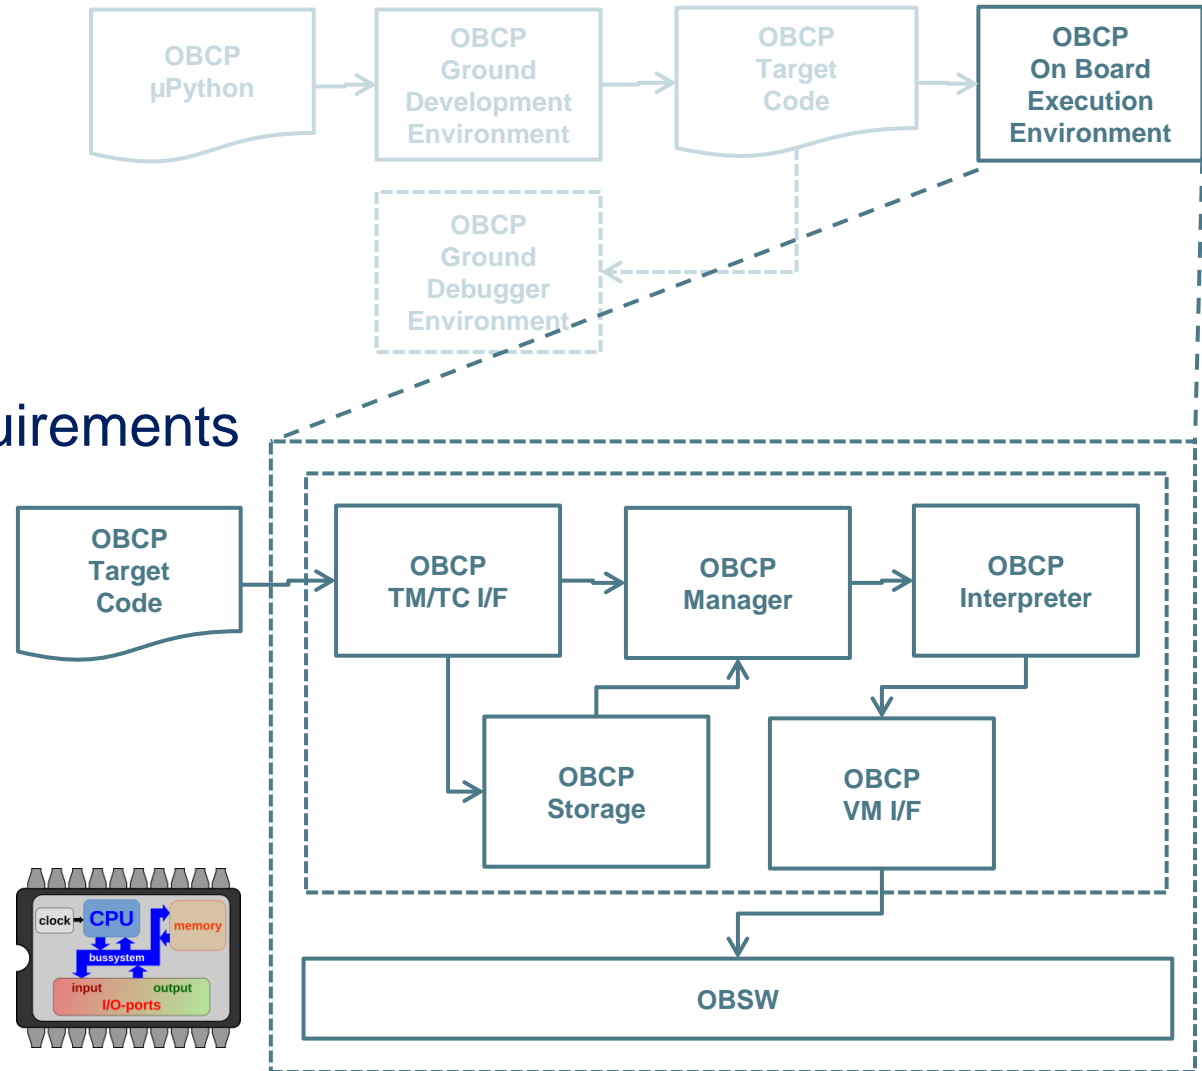 OBCP
µPython
OBCP
Ground
Development
Environment
OBCP
Target
Code
OBCP
On Board
Execution
Environment
OBCP
Ground
Debugger
Environment
uirements
OBCP
Target
Code
OBCP
TM/TC I/F
OBCP
Manager
OBCP
Interpreter
OBCP
Storage
OBCP
VM I/F
clock
CPU
memory
bussystem
input output
I/O-ports
OBSW